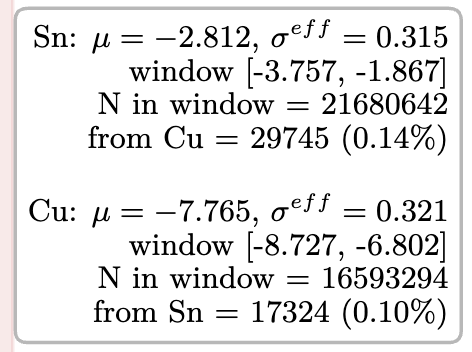 Sn: μ = −2.812, σ^eff = 0.315
window [-3.757, -1.867]
N in window = 21680642
from Cu = 29745 (0.14%)
Cu: μ = −7.765, σ^eff = 0.321
window [-8.727, -6.802]
N in window = 16593294
from Sn = 17324 (0.10%)